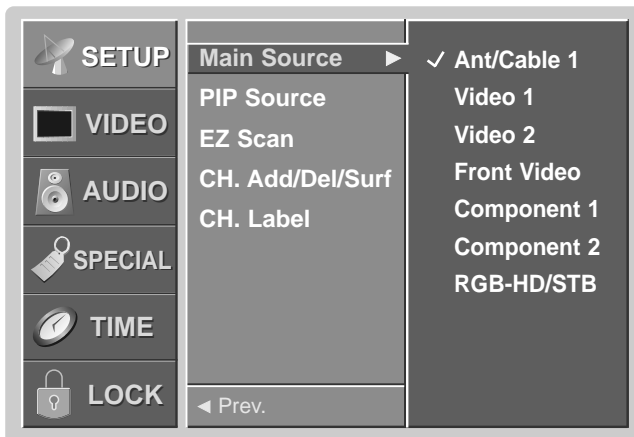 SETUP
VIDEO
AUDIO
SPECIAL
TIME
LOCK
Main Source ►
PIP Source
EZ Scan
CH. Add/Del/Surf
CH. Label
◄ Prev.
✓ Ant/Cable 1
Video 1
Video 2
Front Video
Component 1
Component 2
RGB-HD/STB